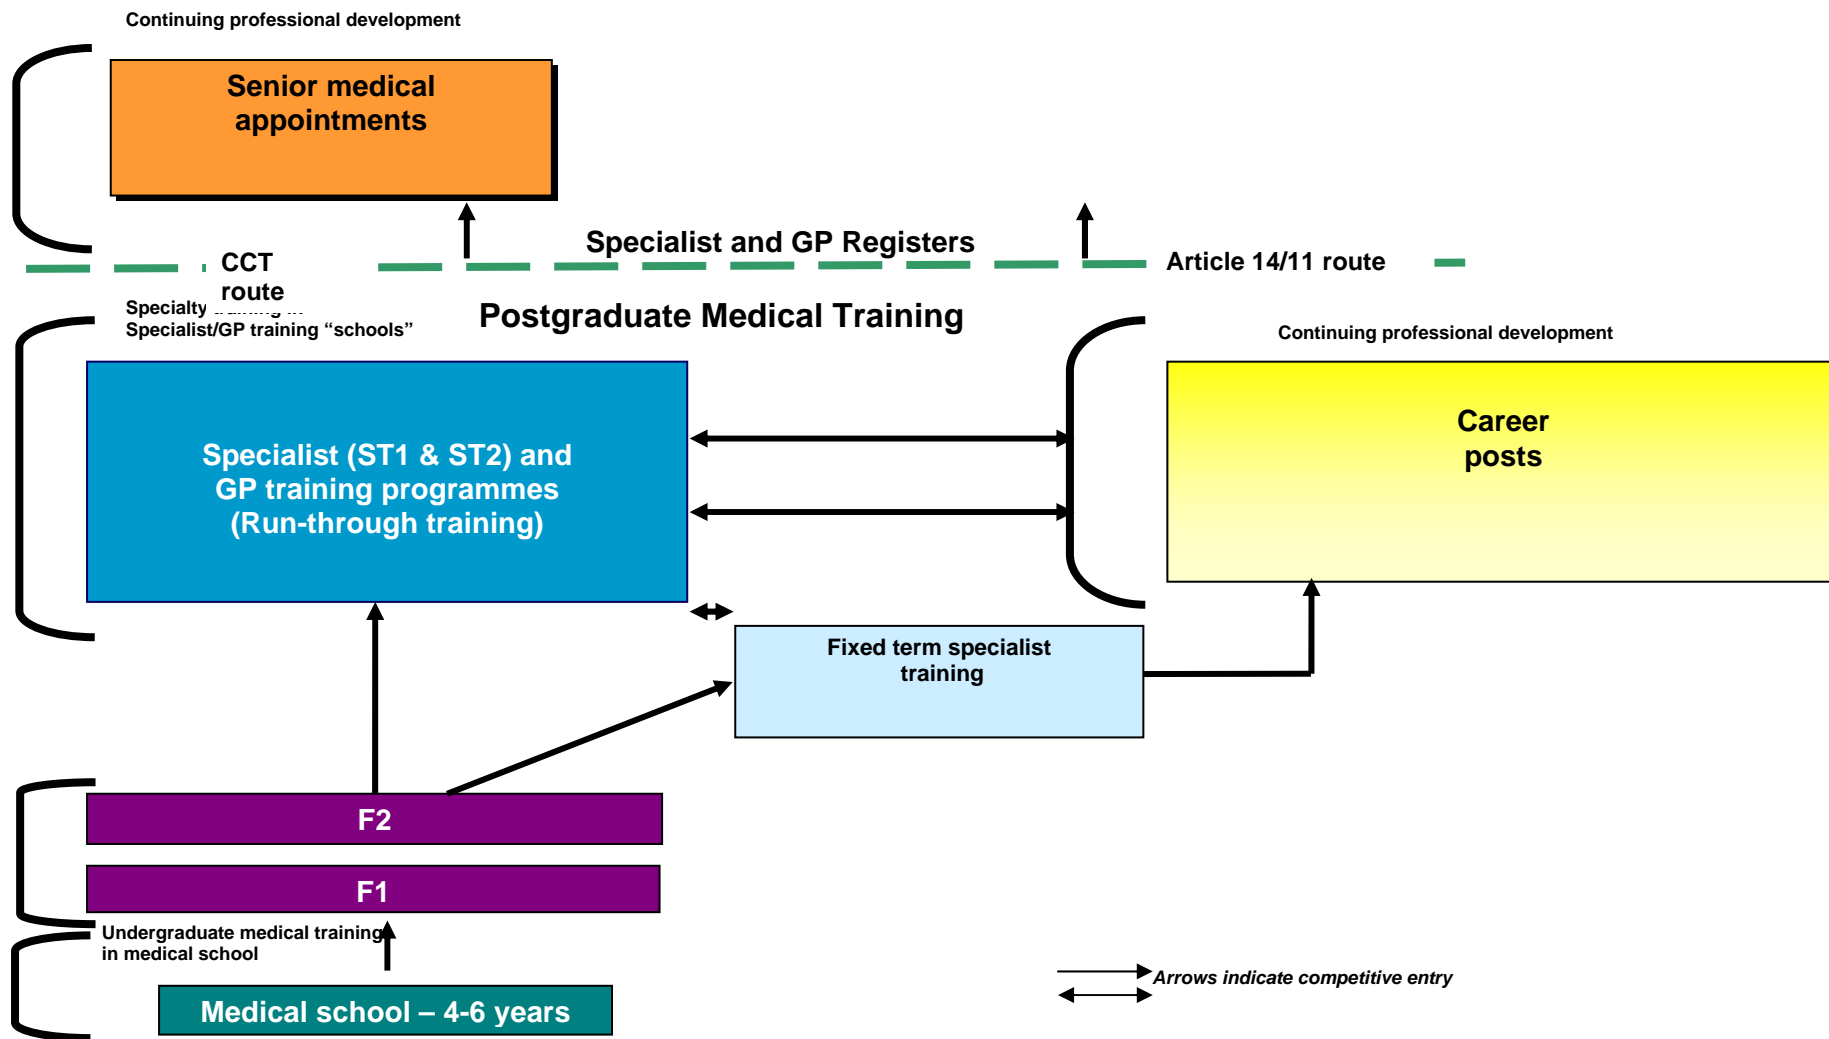 Continuing professional development
Senior medical
appointments
Specialist and GP Registers
CCT
route
Article 14/11 route
Specialty
Specialist/GP training “schools”
Postgraduate Medical Training
Continuing professional development
Specialist (ST1 & ST2) and
GP training programmes
(Run-through training)
Career
posts
Fixed term specialist
training
F2
F1
Undergraduate medical training
in medical school
Medical school – 4-6 years
Arrows indicate competitive entry